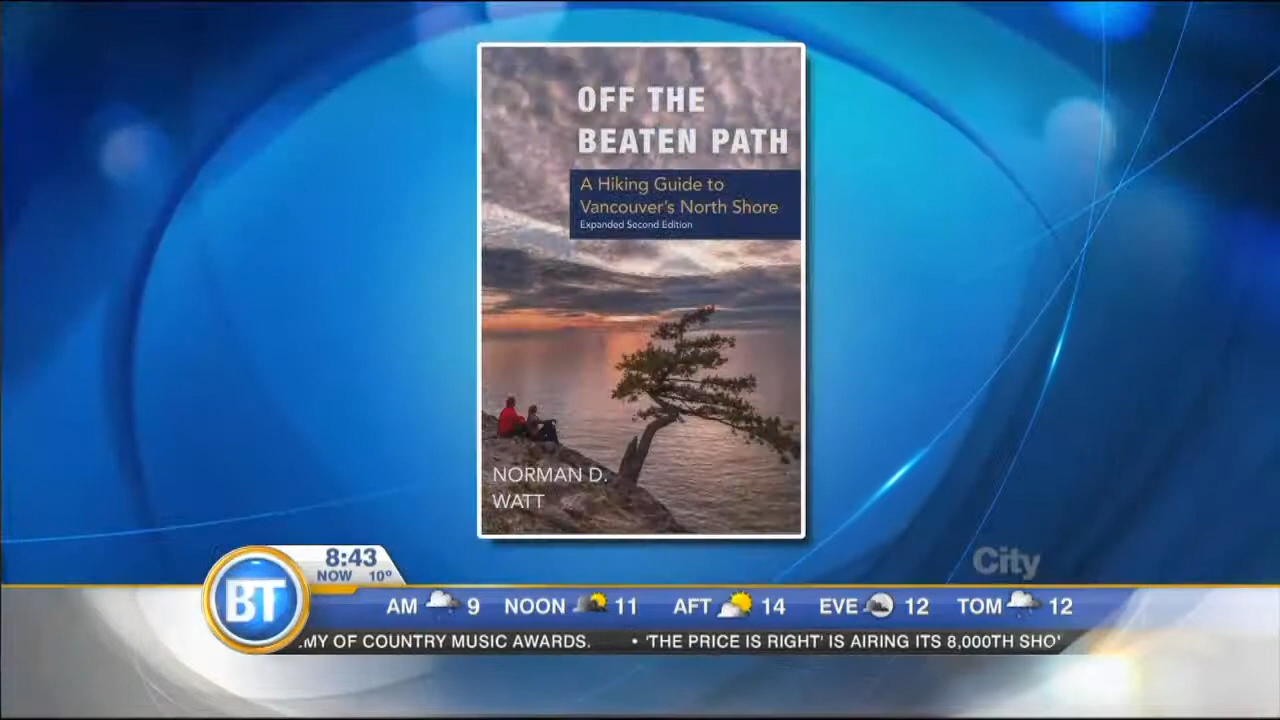 OFF THE
BEATEN PATH
A Hiking Guide to
Vancouver's North Shore
Expanded Second Edition
NORMAN D.
WATT
City
8:43
NOW 10°
BT
AM 9 NOON 11 AFT 14 EVE 12 TOM 12
MY OF COUNTRY MUSIC AWARDS. • 'THE PRICE IS RIGHT' IS AIRING ITS 8,000TH SHO